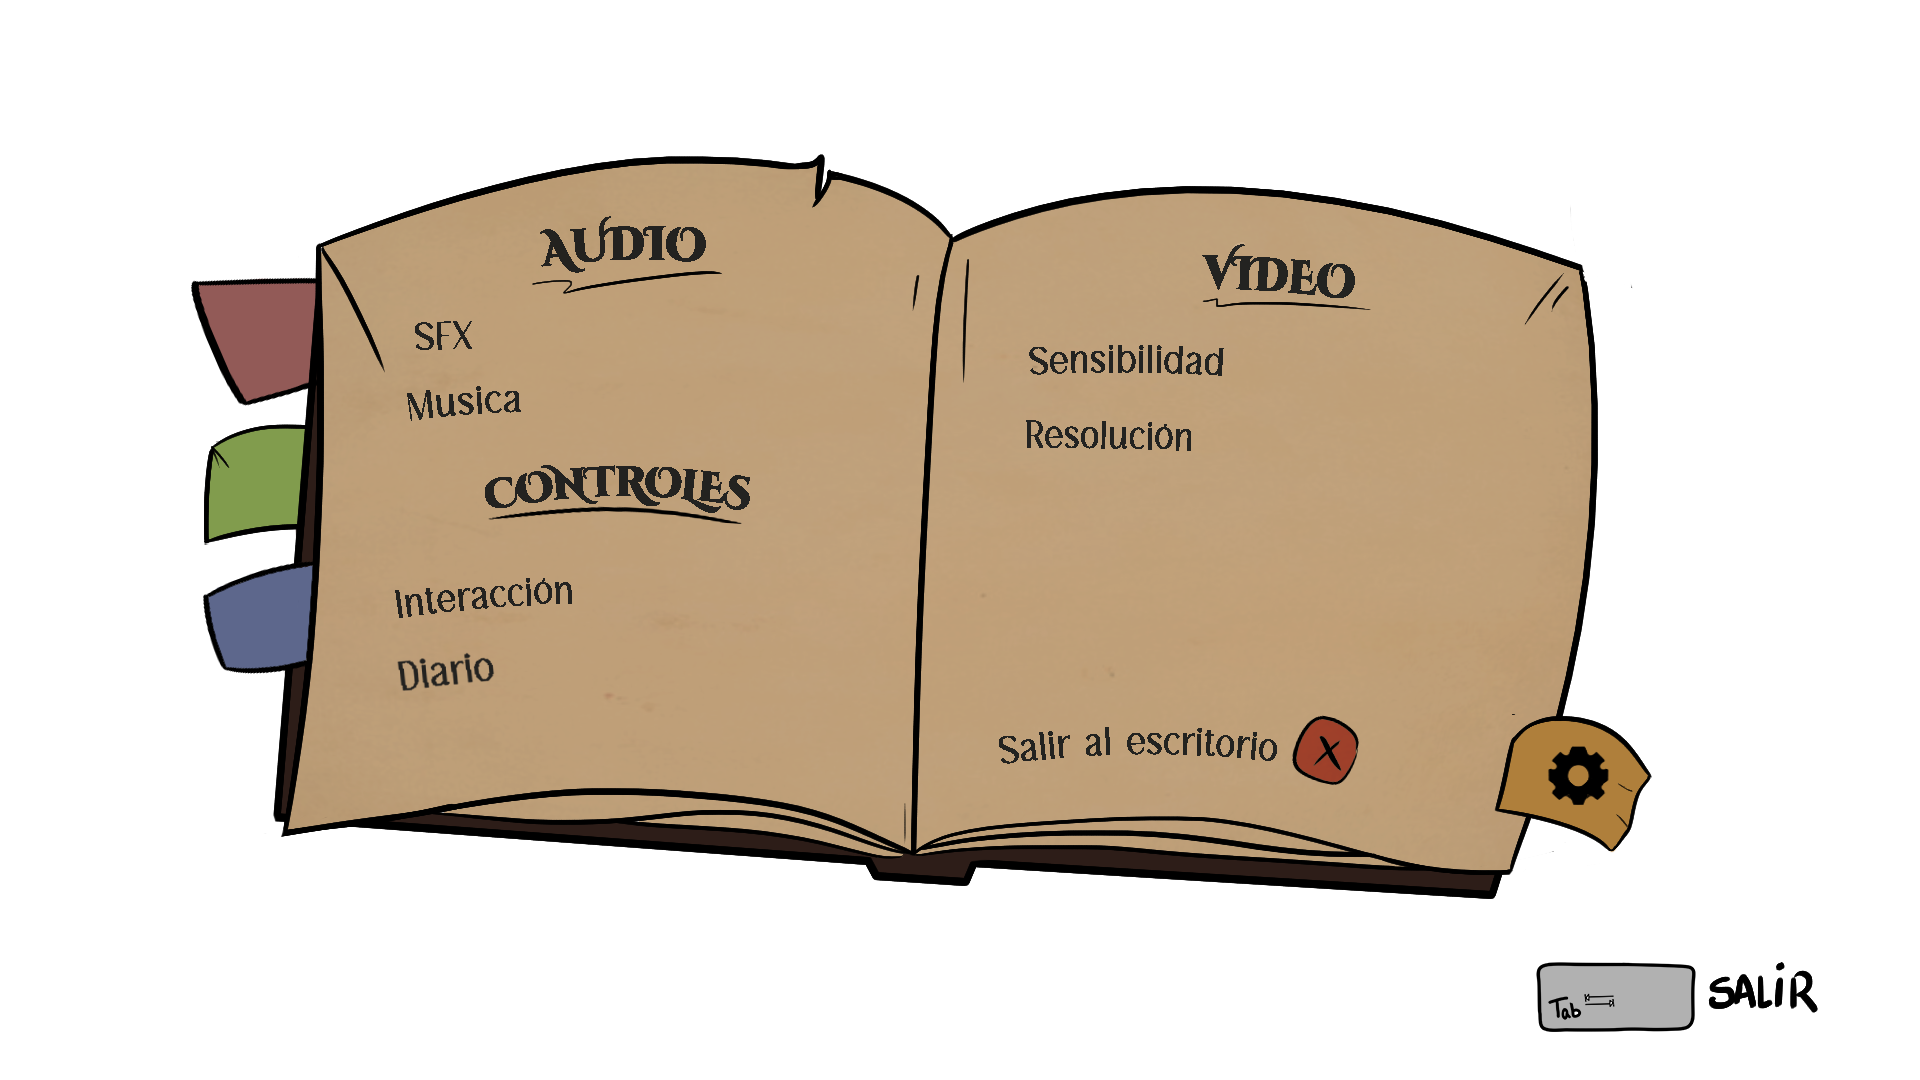 AUDIO
SFX
Musica
CONTROLES
Interacción
Diario
VIDEO
Sensibilidad
Resolución
Salir al escritorio X
Tab SALIR